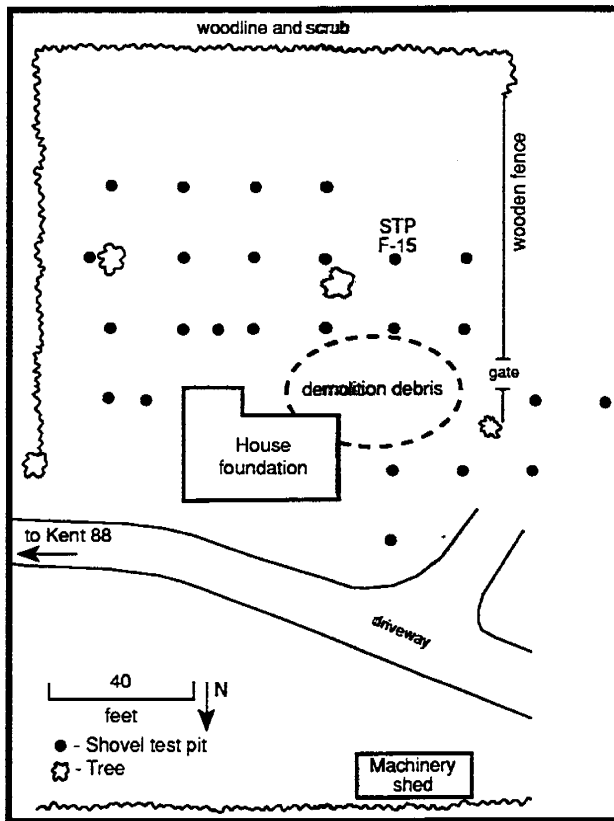 woodline and scrub
wooden fence
STP
F-15
gate
demolition debris
House
foundation
to Kent 88
driveway
40
feet
N
- Shovel test pit
- Tree
Machinery
shed